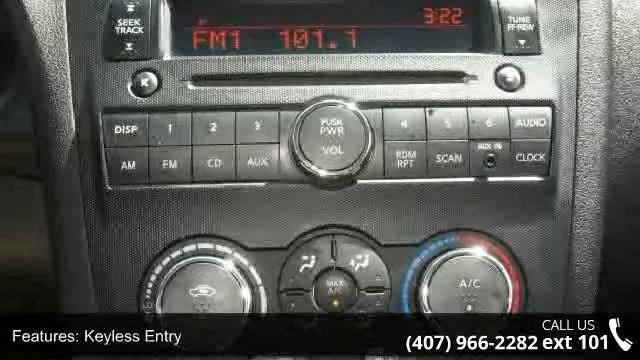 SEEK
TRACK
3:22
FM1 101.1
TUNE
FF·REW
DISP 1 2 3
PUSH
PWR
VOL
4 5 6 AUDIO
AM FM CD AUX
RDM
RPT
SCAN
AUX IN
CLOCK
MAX
A/C
A/C
Features: Keyless Entry
CALL US
(407) 966-2282 ext 101